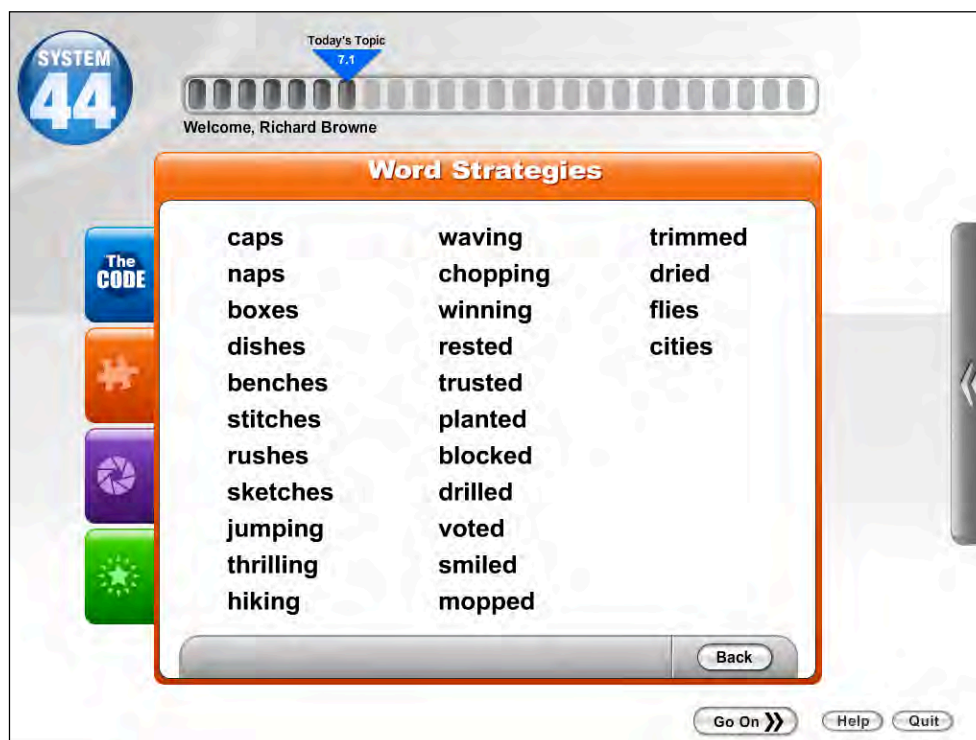 SYSTEM
44
Today's Topic
7.1
Welcome, Richard Browne
Word Strategies
The
CODE
caps
naps
boxes
dishes
benches
stitches
rushes
sketches
jumping
thrilling
hiking
waving
chopping
winning
rested
trusted
planted
blocked
drilled
voted
smiled
mopped
trimmed
dried
flies
cities
Back
Go On
Help
Quit